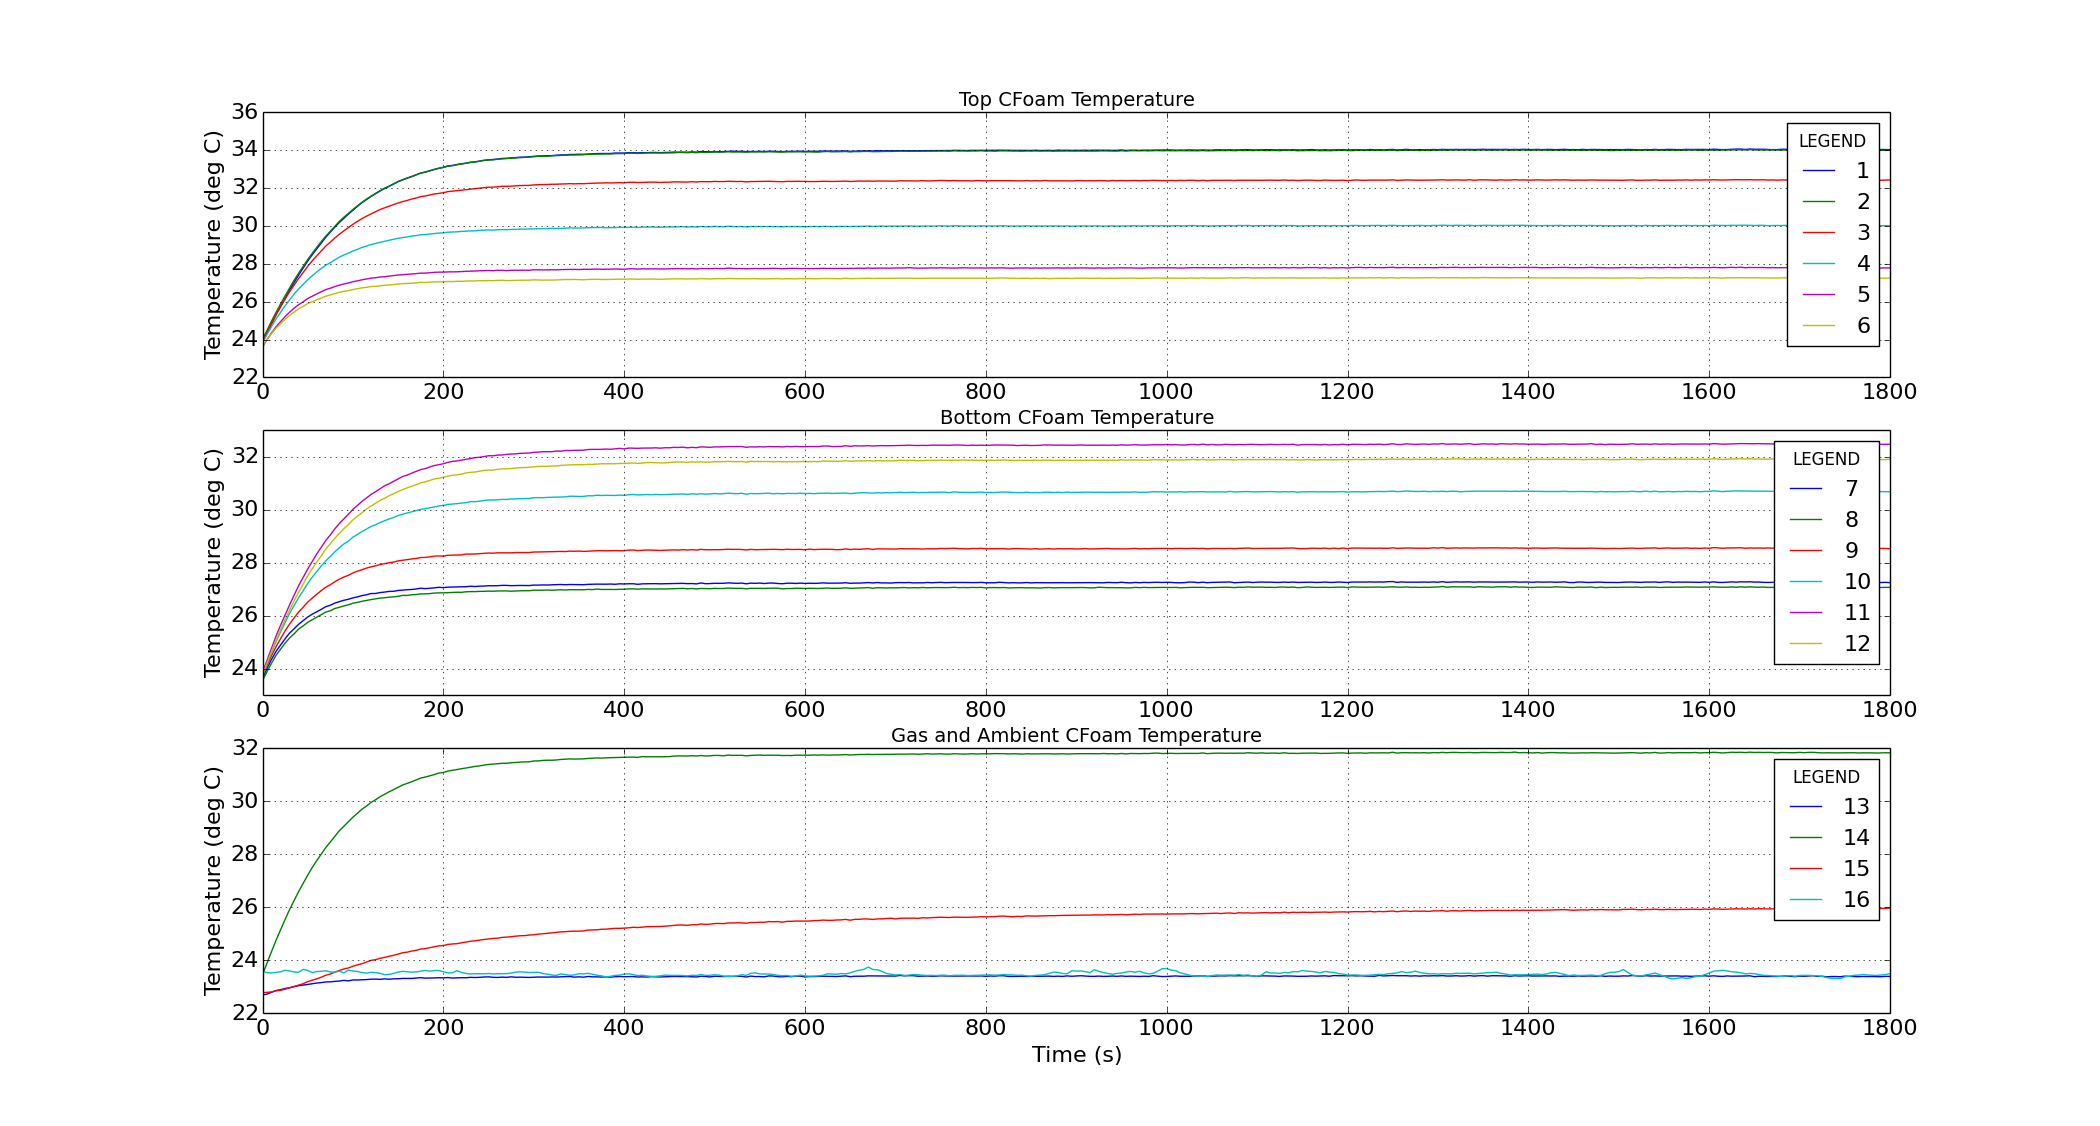 Top CFoam Temperature
Temperature (deg C)
36
34
32
30
28
26
24
22
0 200 400 600 800 1000 1200 1400 1600 1800
LEGEND
1
2
3
4
5
6
Bottom CFoam Temperature
Temperature (deg C)
32
30
28
26
24
0 200 400 600 800 1000 1200 1400 1600 1800
LEGEND
7
8
9
10
11
12
Gas and Ambient CFoam Temperature
Temperature (deg C)
32
30
28
26
24
22
0 200 400 600 800 1000 1200 1400 1600 1800
LEGEND
13
14
15
16
Time (s)